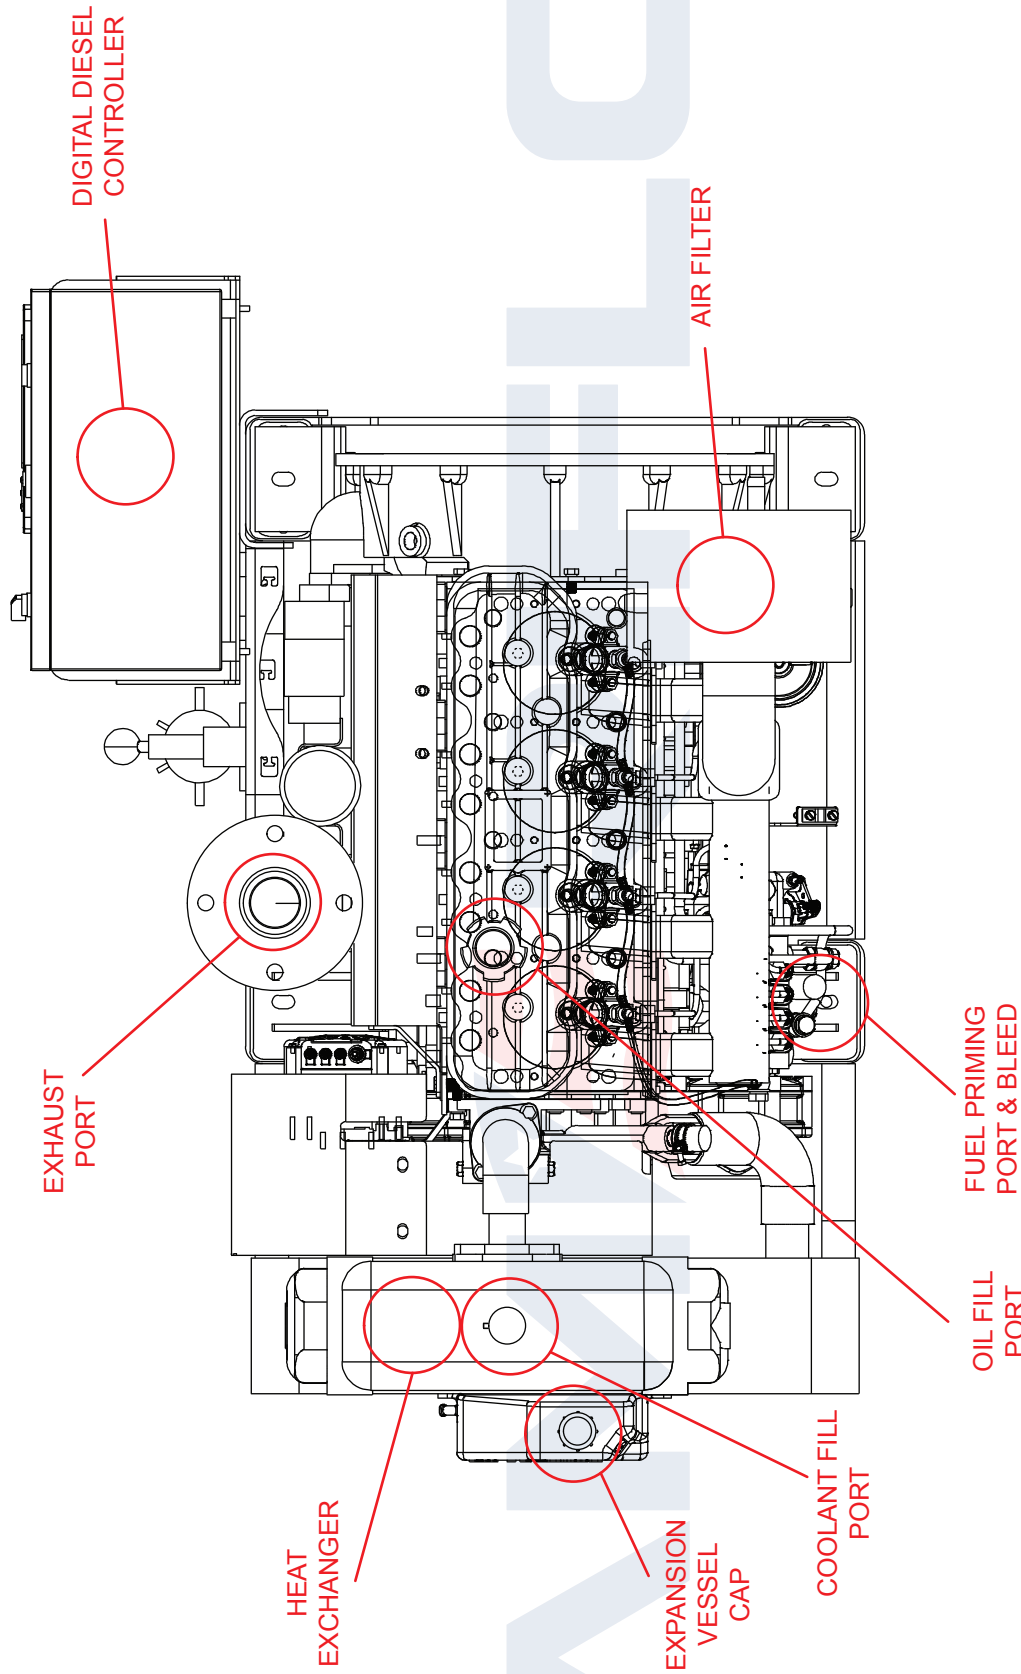 HEAT
EXCHANGER
EXHAUST
PORT
DIGITAL DIESEL
CONTROLLER
EXPANSION
VESSEL
CAP
COOLANT FILL
PORT
OIL FILL
PORT
FUEL PRIMING
PORT & BLEED
AIR FILTER